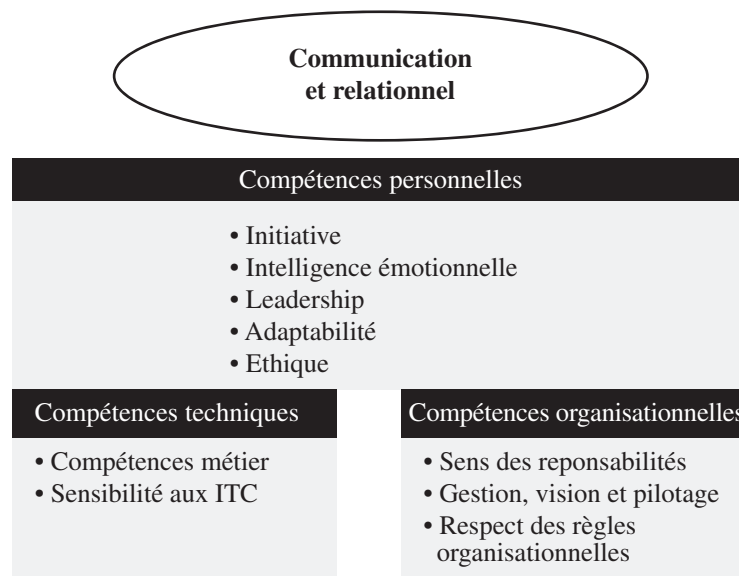 Communication
et relationnel
Compétences personnelles
• Initiative
• Intelligence émotionnelle
• Leadership
• Adaptabilité
• Ethique
Compétences techniques
• Compétences métier
• Sensibilité aux ITC
Compétences organisationnelles
• Sens des reponsabilités
• Gestion, vision et pilotage
• Respect des règles
organisationnelles